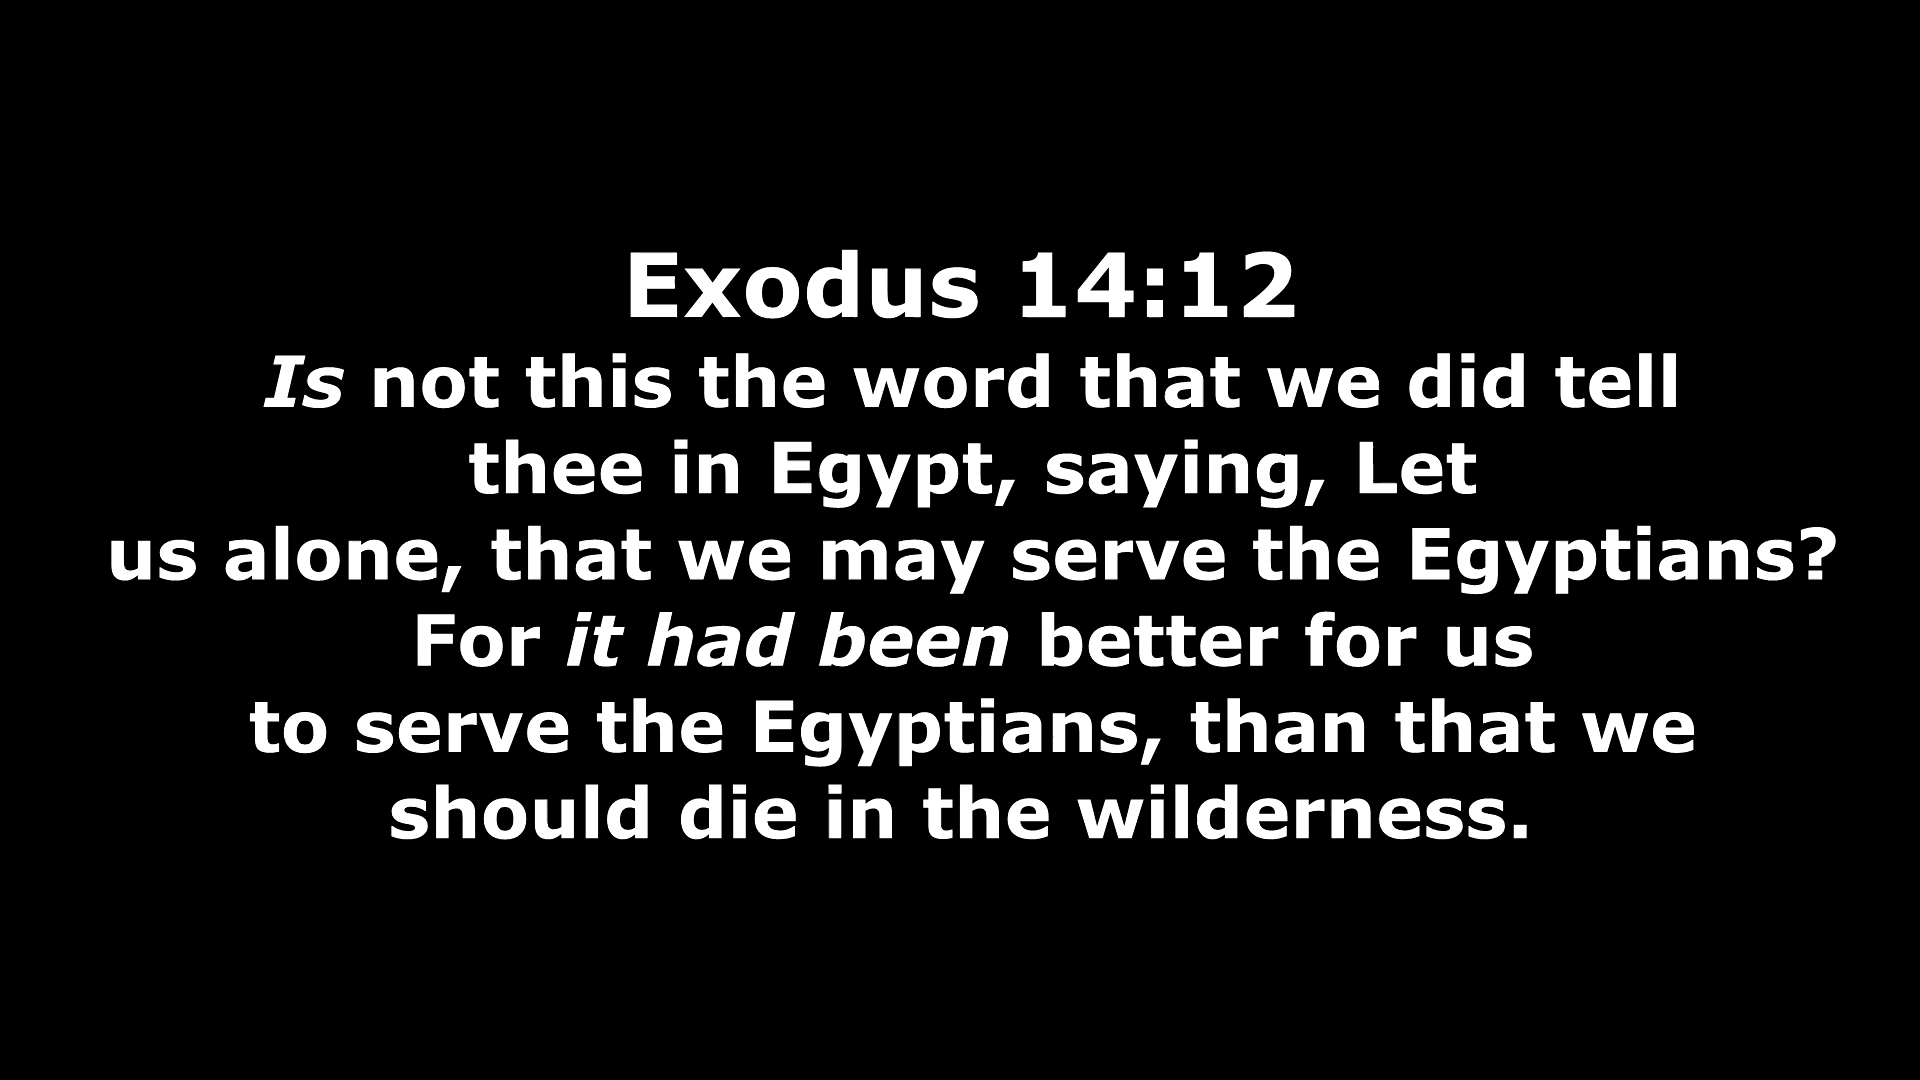 Exodus 14:12
Is not this the word that we did tell
thee in Egypt, saying, Let
us alone, that we may serve the Egyptians?
For it had been better for us
to serve the Egyptians, than that we
should die in the wilderness.